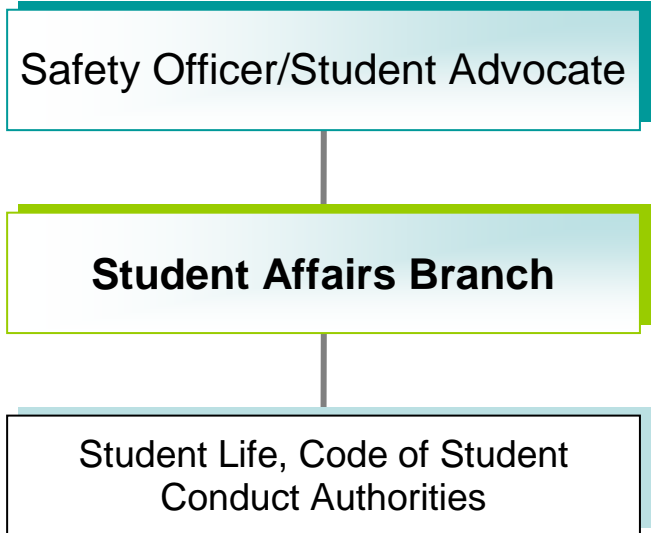 Safety Officer/Student Advocate
Student Affairs Branch
Student Life, Code of Student
Conduct Authorities